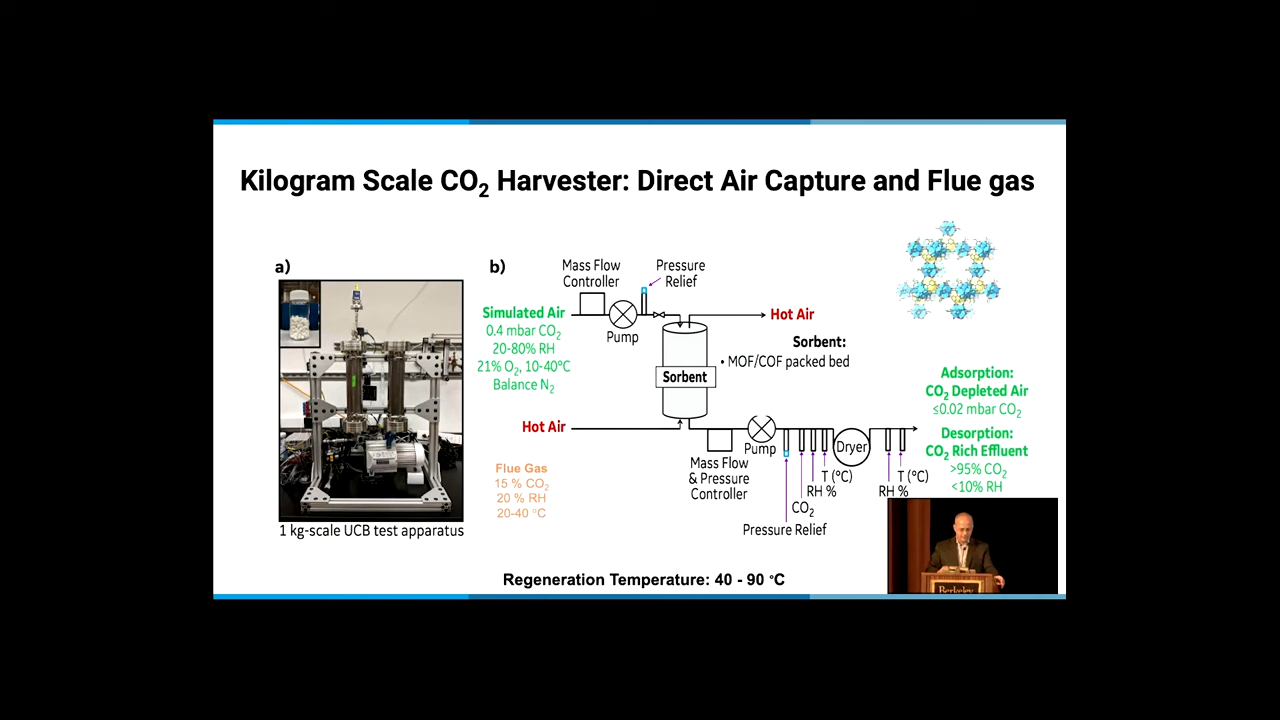 Kilogram Scale CO₂ Harvester: Direct Air Capture and Flue gas
a)
1 kg-scale UCB test apparatus
b)
Mass Flow
Controller
Pressure
Relief
Simulated Air
0.4 mbar CO₂
20-80% RH
21% O₂, 10-40ºC
Balance N₂
Pump
Hot Air
Sorbent:
• MOF/COF packed bed
Sorbent
Hot Air
Flue Gas
15 % CO₂
20 % RH
20-40 °C
Mass Flow
& Pressure
Controller
Pump
Pressure Relief
CO₂
RH %
T (°C)
Dryer
RH %
T (°C)
Adsorption:
CO₂ Depleted Air
≤0.02 mbar CO₂
Desorption:
CO₂ Rich Effluent
>95% CO₂
<10% RH
Regeneration Temperature: 40 - 90 °C
Berkeley